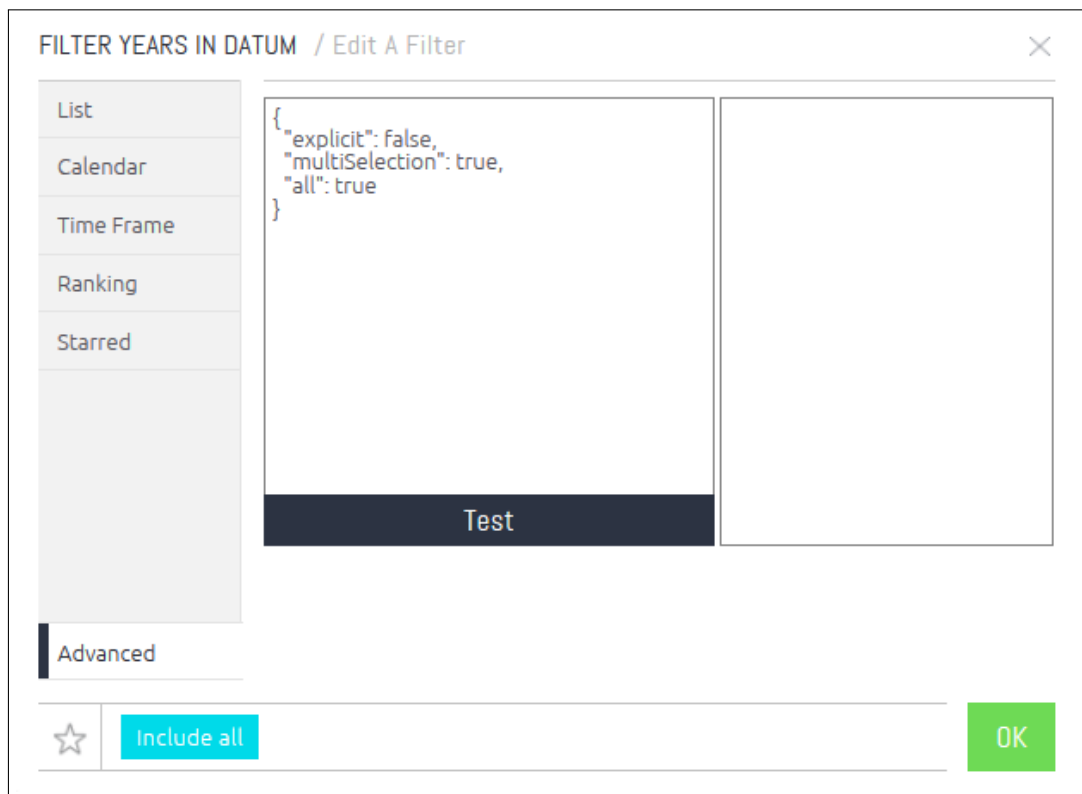 FILTER YEARS IN DATUM / Edit A Filter
List
Calendar
Time Frame
Ranking
Starred
Advanced
{
"explicit": false,
"multiSelection": true,
"all": true
}
Test
Include all
OK